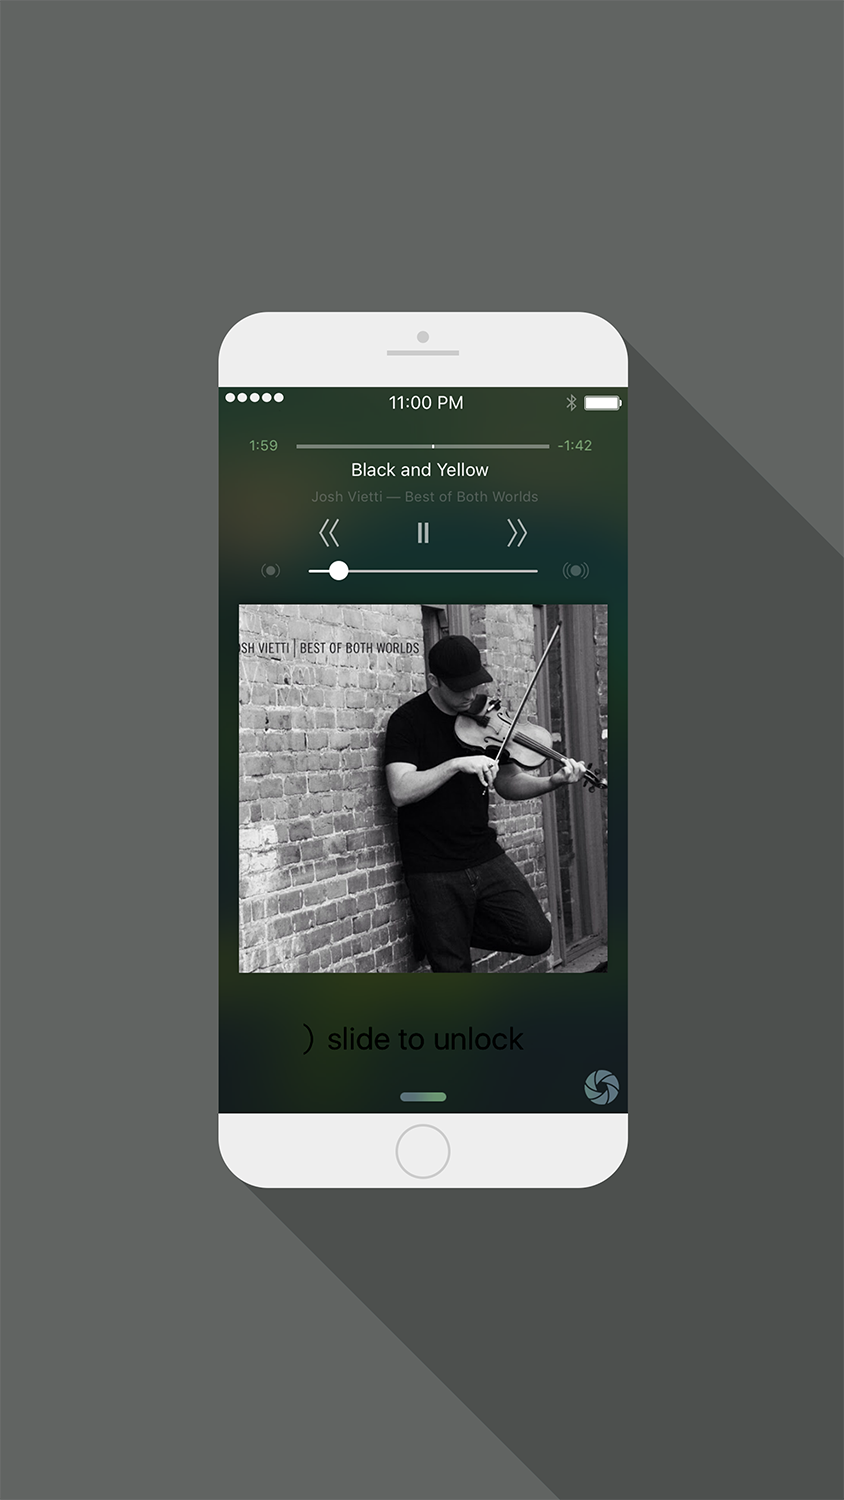 11:00 PM
1:59
-1:42
Black and Yellow
Josh Vietti — Best of Both Worlds
OSH VIETTI | BEST OF BOTH WORLDS
) slide to unlock